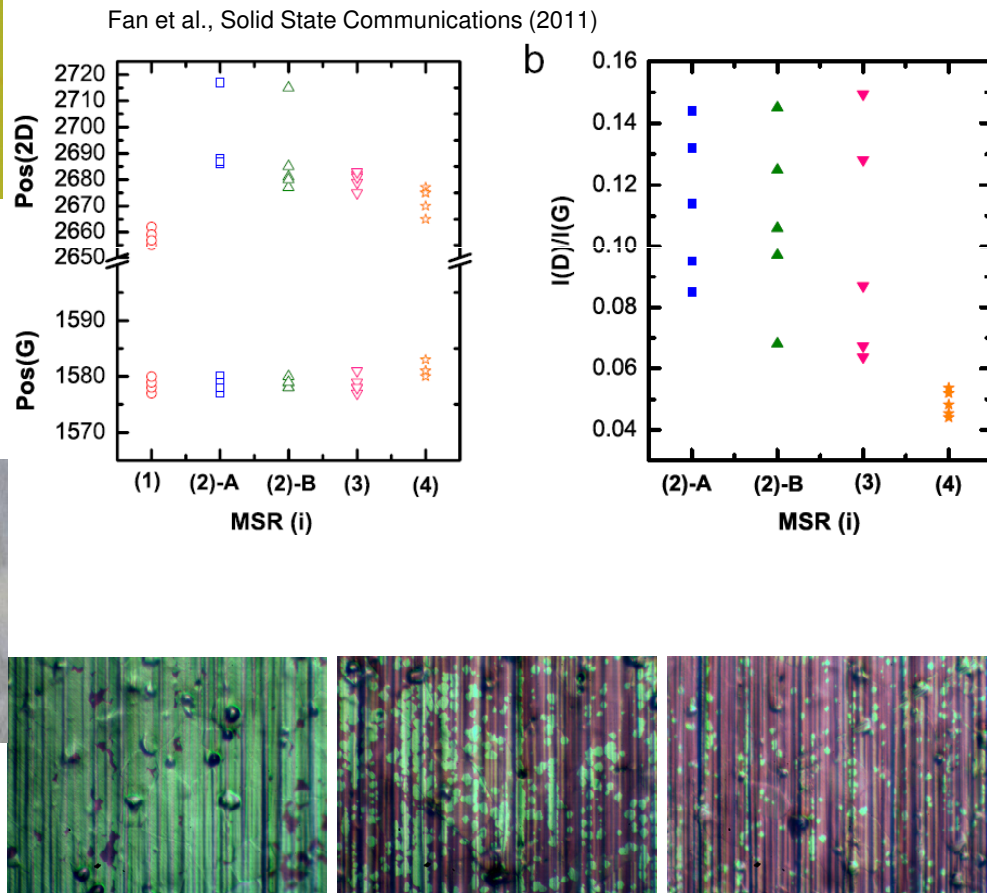 Fan et al., Solid State Communications (2011)
b
2720
2710
2700
2690
2680
2670
2660
2650
1590
1580
1570
Pos(2D)
Pos(G)
(1) (2)-A (2)-B (3) (4)
MSR (i)
0.16
0.14
0.12
0.10
0.08
0.06
0.04
I(D)/I(G)
(2)-A (2)-B (3) (4)
MSR (i)